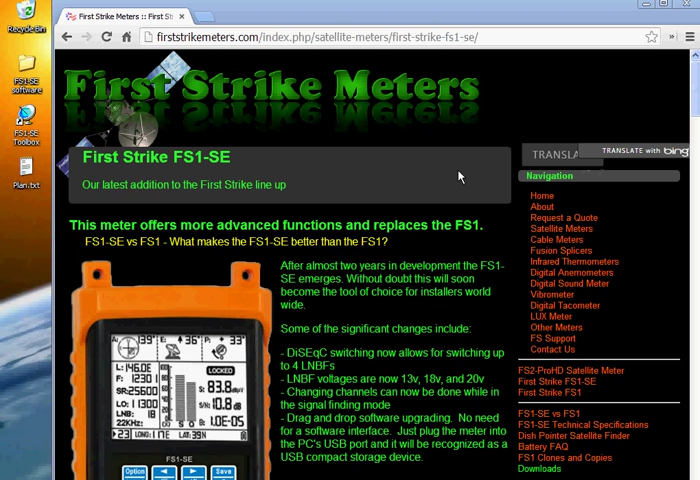 Recycle Bin
FS1-SE
software
FS1-SE
Toolbox
Plan.txt
First Strike Meters :: First St
firststrikemeters.com/index.php/satellite-meters/first-strike-fs1-se/
First Strike Meters
First Strike FS1-SE
Our latest addition to the First Strike line up
This meter offers more advanced functions and replaces the FS1.
FS1-SE vs FS1 - What makes the FS1-SE better than the FS1?
After almost two years in development the FS1-
SE emerges. Without doubt this will soon
become the tool of choice for installers world
wide.
Some of the significant changes include:
- DiSEqC switching now allows for switching up
to 4 LNBFs
- LNBF voltages are now 13v, 18v, and 20v
- Changing channels can now be done while in
the signal finding mode
- Drag and drop software upgrading. No need
for a software interface. Just plug the meter into
the PC's USB port and it will be recognized as a
USB compact storage device.
A: 39° E: 36° P: 33°
L:146.0E
F: 12301
SR:25600
LO:11300
LNB: 18
22KHZ:
LOCKED
S: 83.8
S/N: 10.8 dB
B: 1.0E-05
23 LONG:17E LAT:39N
S Q
FS1-SE
Option
Save
TRANSLA
TRANSLATE with bing
Navigation
Home
About
Request a Quote
Satellite Meters
Cable Meters
Fusion Splicers
Infrared Thermometers
Digital Anemometers
Digital Sound Meter
Vibrometer
Digital Tacometer
LUX Meter
Other Meters
FS Support
Contact Us
FS2-ProHD Satellite Meter
First Strike FS1-SE
First Strike FS1
FS1-SE vs FS1
FS1-SE Technical Specifications
Dish Pointer Satellite Finder
Battery FAQ
FS1 Clones and Copies
Downloads